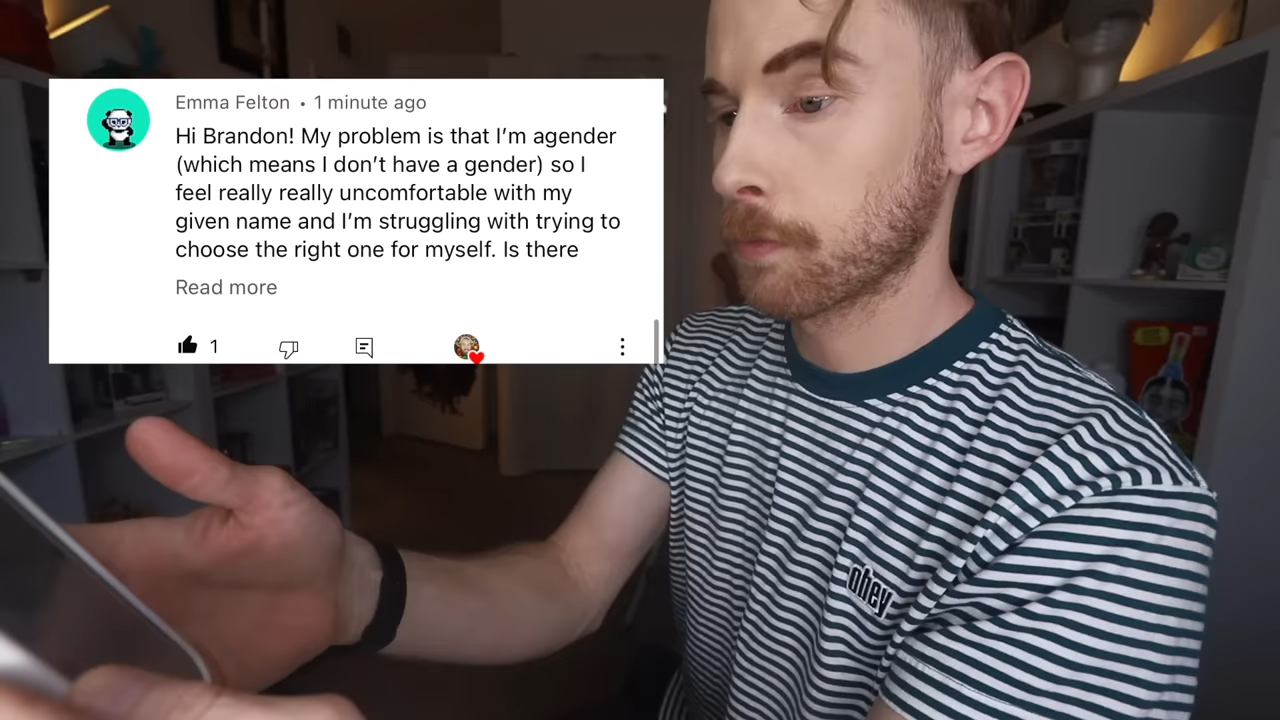 Emma Felton • 1 minute ago
Hi Brandon! My problem is that I’m agender
(which means I don’t have a gender) so I
feel really really uncomfortable with my
given name and I’m struggling with trying to
choose the right one for myself. Is there
Read more
1
obey